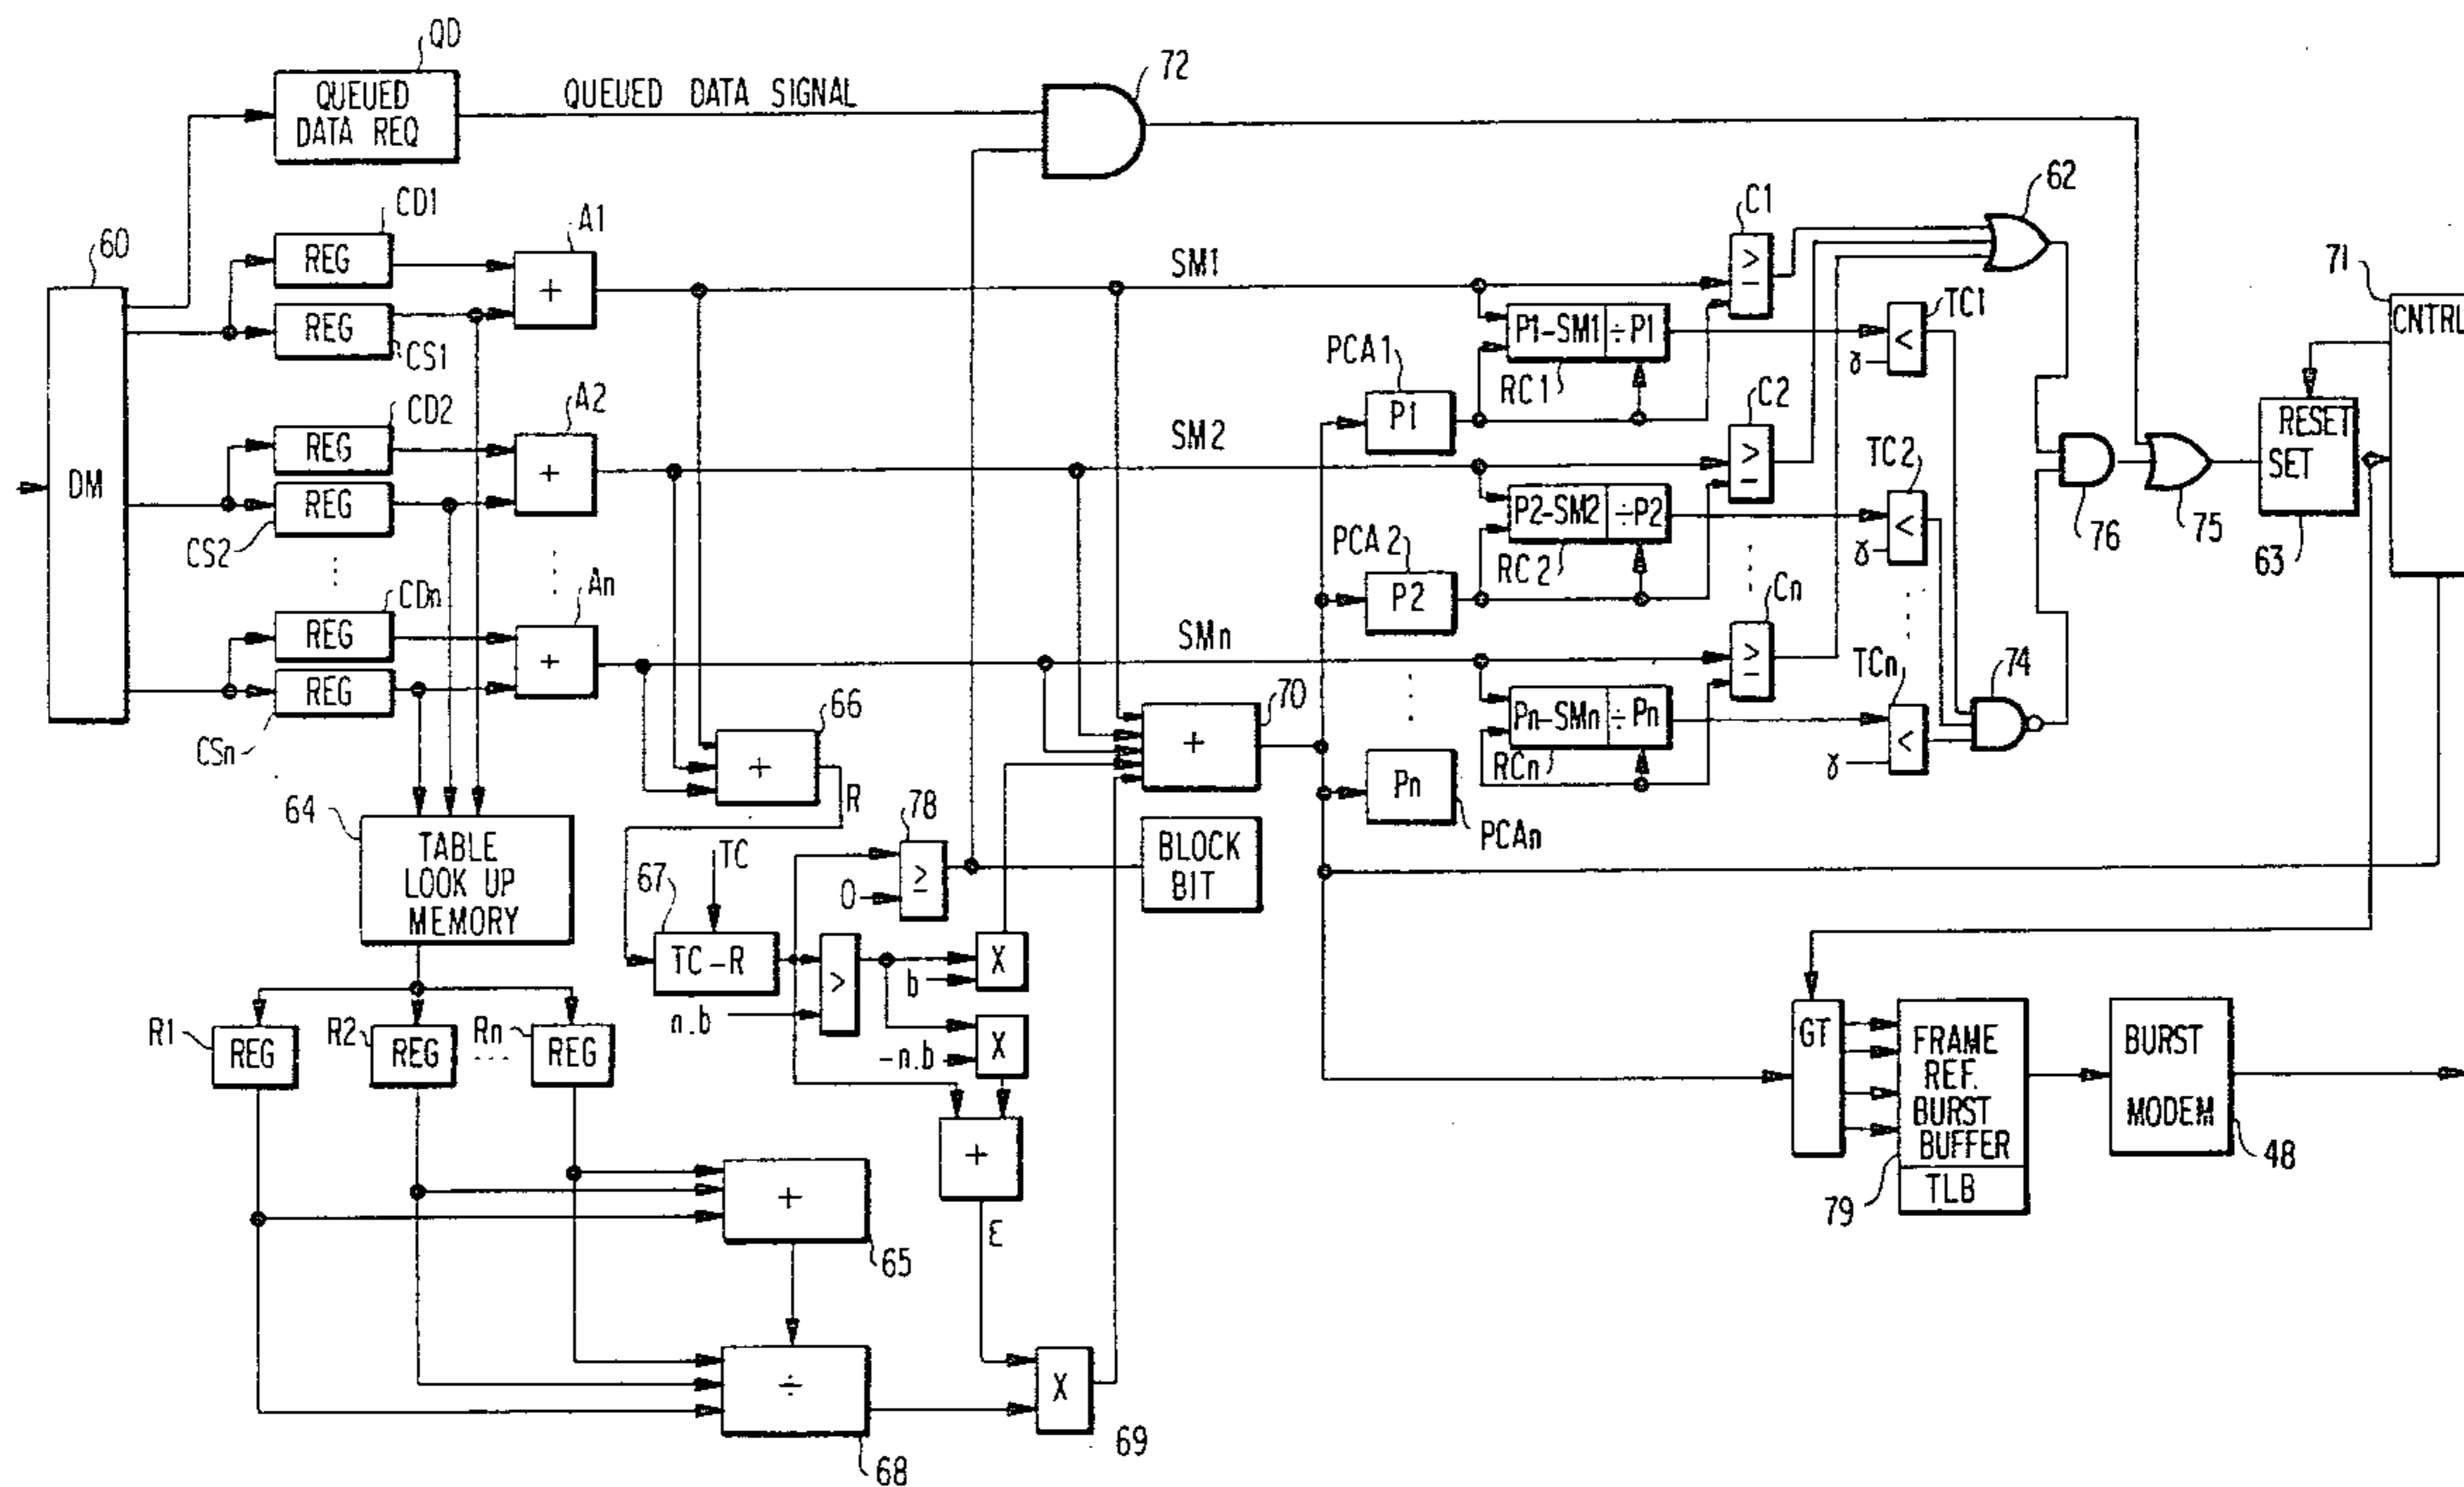 QD
QUEUED
DATA REQ
QUEUED DATA SIGNAL
72
60
DM
CD1
REG
REG
CS1
A1
+
SM1
C1
≥
62
71
CNTRL
P1-SM1 ÷P1
RC1
TC1
<
γ
PCA1
P1
CD2
REG
REG
CS2
A2
+
SM2
C2
≥
P2-SM2 ÷P2
RC2
TC2
<
γ
PCA2
P2
RESET
SET
63
76
75
CDn
REG
REG
CSn
An
+
SMn
Cn
≥
Pn-SMn ÷Pn
RCn
TCn
<
γ
74
Pn
PCAn
66
+
R
70
+
64
TABLE
LOOK UP
MEMORY
67
TC
TC-R
78
≥
0
BLOCK
BIT
>
n.b
b
X
-n.b
X
R1
REG
R2
REG
Rn
REG
+
E
65
+
68
÷
69
X
GT
FRAME
REF.
BURST
BUFFER
TLB
79
BURST
MODEM
48